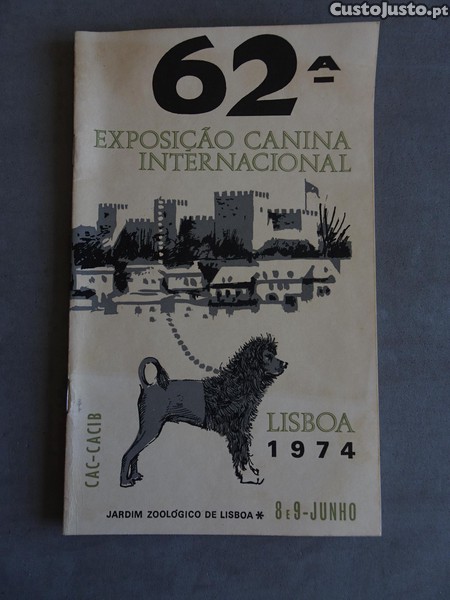 CustoJusto.pt
62ª
EXPOSIÇÃO CANINA
INTERNACIONAL
LISBOA
1974
CAC-CACIB
JARDIM ZOOLÓGICO DE LISBOA * 8 E 9-JUNHO